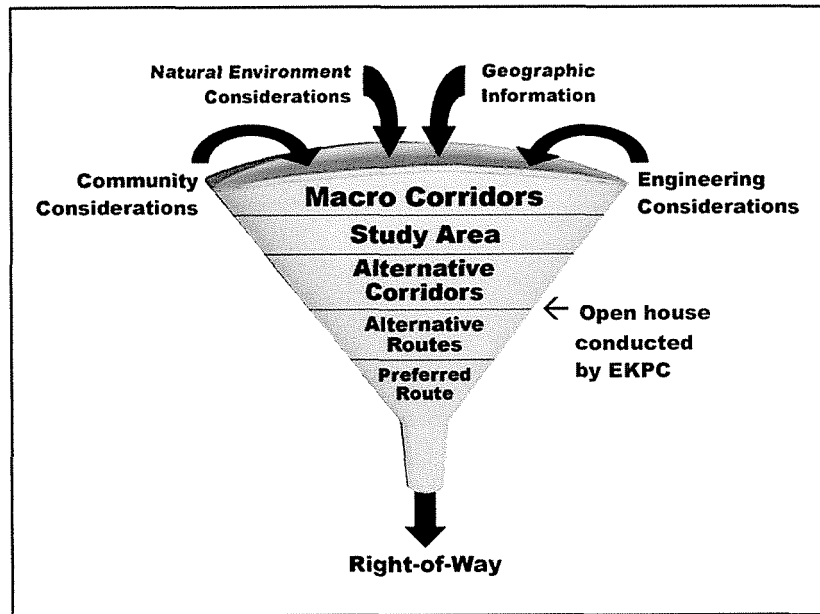 Natural Environment
Considerations
Geographic
Information
Community
Considerations
Engineering
Considerations
Macro Corridors
Study Area
Alternative
Corridors
Alternative
Routes
Preferred
Route
← Open house
conducted
by EKPC
Right-of-Way